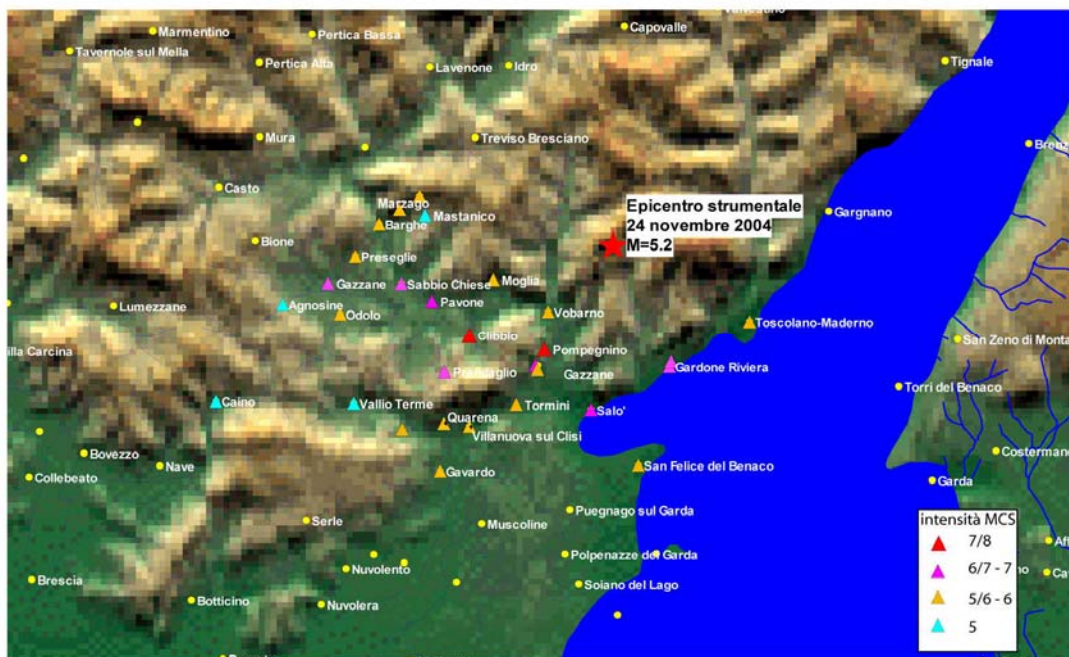 Marmentino
Pertica Bassa
Capovalle
Tavernole sul Mella
Pertica Alta
Lavenone
Idro
Tignale
Mura
Treviso Bresciano
Casto
Marzago
Mastanico
Barghe
Epicentro strumentale
24 novembre 2004
M=5.2
Gargnano
Bione
Preseglie
Gazzane
Sabbio Chiese
Moglia
Lumezzane
Agnosine
Odolo
Pavone
Vobarno
Toscolano-Maderno
Clibbio
Pompegnino
San Zeno di Monta
Prandaglio
Gazzane
Gardone Riviera
Torri del Benaco
Caino
Vallio Terme
Tormini
Salo'
Quarena
Villanuova sul Clisi
Bovezzo
Nave
Collebeato
Gavardo
San Felice del Benaco
Costermano
Garda
Serle
Muscoline
Puegnago sul Garda
Polpenazze del Garda
Nuvolento
Soiano del Lago
Brescia
Botticino
Nuvolera
intensità MCS
7/8
6/7 - 7
5/6 - 6
5